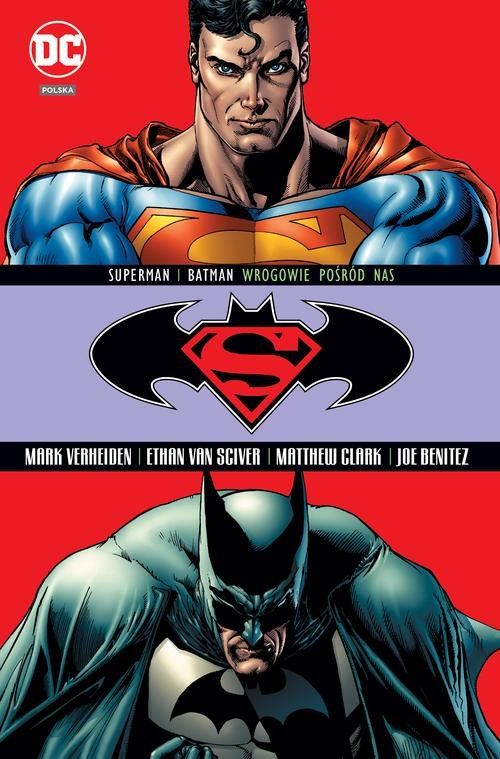 DC
POLSKA
SUPERMAN | BATMAN WROGOWIE POŚRÓD NAS
S
MARK VERHEIDEN | ETHAN VAN SCIVER | MATTHEW CLARK | JOE BENITEZ